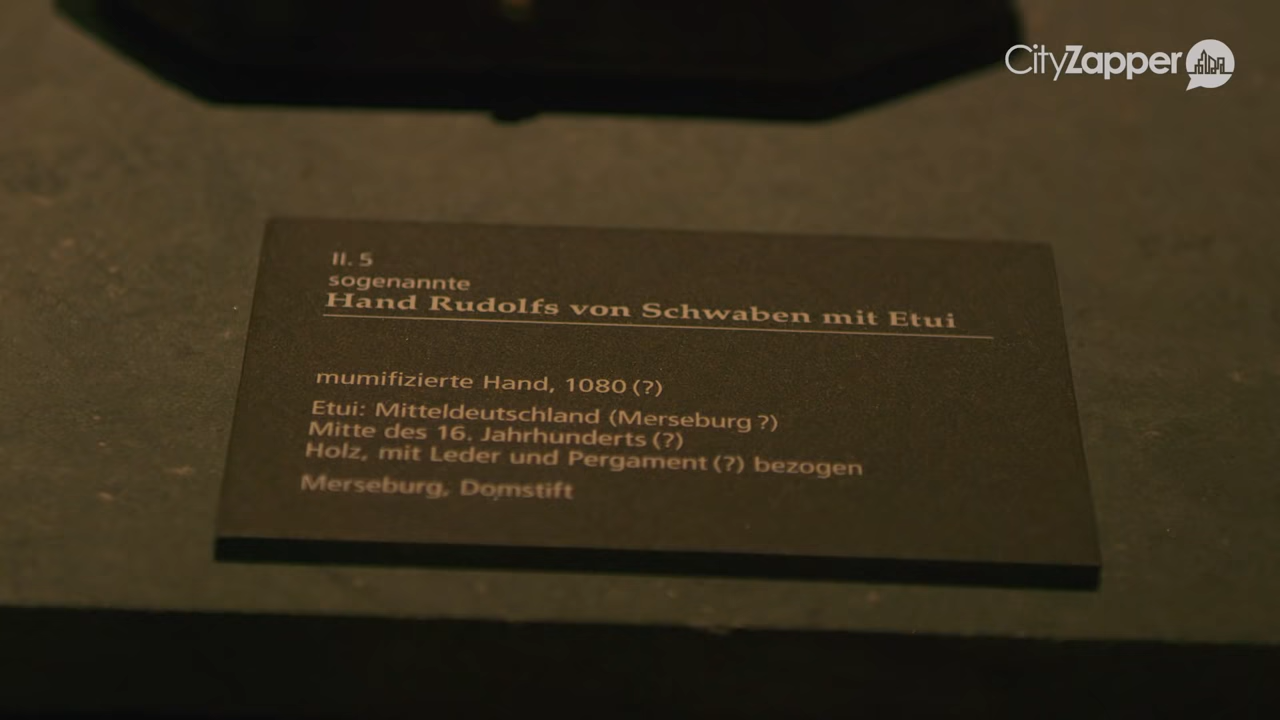 CityZapper
II. 5
sogenannte
Hand Rudolfs von Schwaben mit Etui
mumifizierte Hand, 1080 (?)
Etui: Mitteldeutschland (Merseburg ?)
Mitte des 16. Jahrhunderts (?)
Holz, mit Leder und Pergament (?) bezogen
Merseburg, Domstift